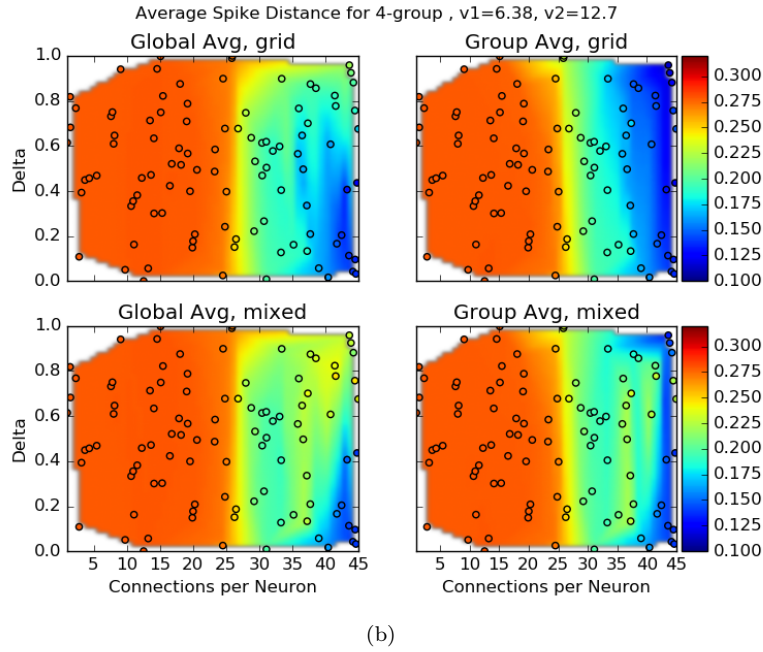 Average Spike Distance for 4-group , v1=6.38, v2=12.7
Global Avg, grid
Group Avg, grid
1.0
0.8
0.6
0.4
0.2
0.0
Delta
0.300
0.275
0.250
0.225
0.200
0.175
0.150
0.125
0.100
Global Avg, mixed
Group Avg, mixed
1.0
0.8
0.6
0.4
0.2
0.0
Delta
0.300
0.275
0.250
0.225
0.200
0.175
0.150
0.125
0.100
5 10 15 20 25 30 35 40 45
5 10 15 20 25 30 35 40 45
Connections per Neuron
Connections per Neuron
(b)